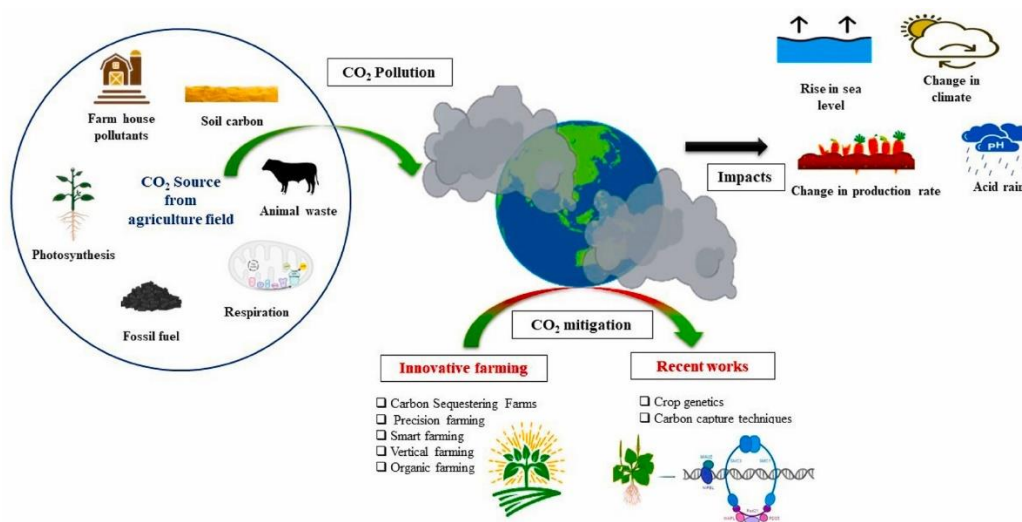 Farm house
pollutants
Soil carbon
CO₂ Source
from
agriculture field
Animal waste
Photosynthesis
Respiration
Fossil fuel
CO₂ Pollution
Rise in sea
level
Change in
climate
Impacts
Change in production rate
pH
Acid rain
CO₂ mitigation
Innovative farming
Carbon Sequestering Farms
Precision farming
Smart farming
Vertical farming
Organic farming
Recent works
Crop genetics
Carbon capture techniques